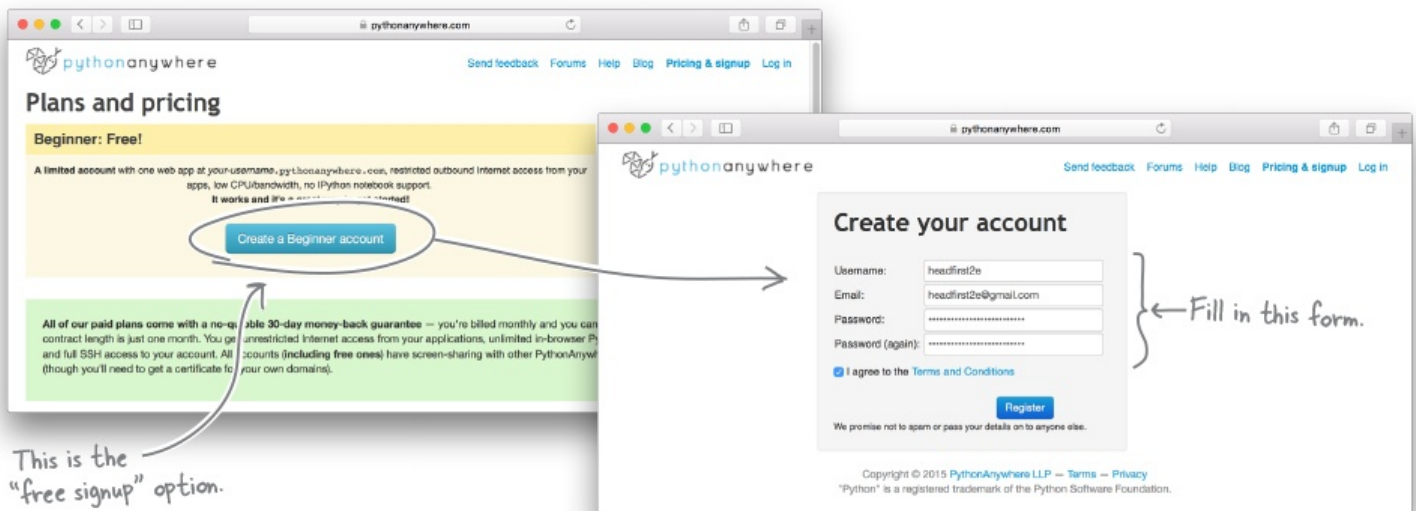 pythonanywhere.com
pythonanywhere
Send feedback Forums Help Blog Pricing & signup Log in
Plans and pricing
Beginner: Free!
A limited account with one web app at your-username.pythonanywhere.com, restricted outbound Internet access from your
apps, low CPU/bandwidth, no IPython notebook support.
It works and it's a
Create a Beginner account
All of our paid plans come with a no- 30-day money-back guarantee — you're billed monthly and you can
contract length is just one month. You get unrestricted Internet access from your applications, unlimited in-browser
and full SSH access to your account. All accounts (including free ones) have screen-sharing with other
(though you'll need to get a certificate for your own domains).
This is the
"free signup" option.
pythonanywhere.com
pythonanywhere
Send feedback Forums Help Blog Pricing & signup Log in
Create your account
Username: headfirst2e
Email: headfirst2e@gmail.com
Password:
Password (again):
I agree to the Terms and Conditions
Register
We promise not to spam or pass your details on to anyone else.
Fill in this form.
Copyright © 2015 PythonAnywhere LLP — Terms — Privacy
"Python" is a registered trademark of the Python Software Foundation.